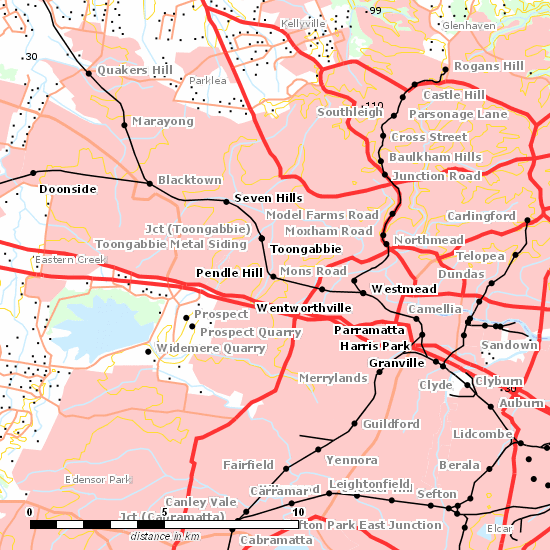 .99
Kellyville
Glenhaven
.30
Rogans Hill
Quakers Hill
Parklea
Castle Hill
.110
Southleigh
Parsonage Lane
Marayong
Cross Street
Baulkham Hills
Junction Road
Blacktown
Doonside
Seven Hills
Model Farms Road
Carlingford
Jct (Toongabbie)
Moxham Road
Toongabbie Metal Siding
Toongabbie
Northmead
Eastern Creek
Telopea
Pendle Hill
Mons Road
Dundas
Westmead
Wentworthville
Camellia
Prospect
Prospect Quarry
Parramatta
Widemere Quarry
Harris Park
Sandown
Granville
Merrylands
Clyde
Clyburn
Auburn
Guildford
Lidcombe
Fairfield
Yennora
Berala
Edensor Park
Leightonfield
Carramar
Sefton
Canley Vale
Jct (Cabramatta)
East Junction
0 5 10
distance in km
Cabramatta
Elcar